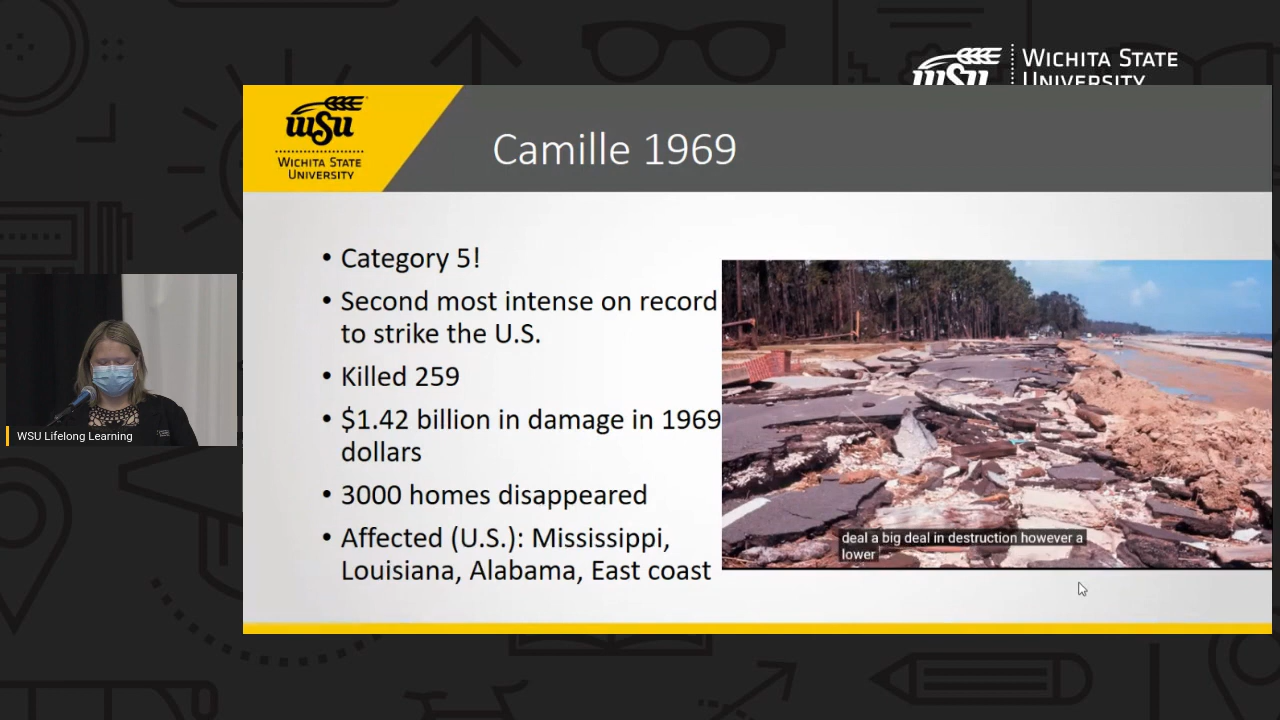 WICHITA STATE
UNIVERSITY
wsu
wsu
WICHITA STATE
UNIVERSITY
Camille 1969
• Category 5!
• Second most intense on record
to strike the U.S.
• Killed 259
• $1.42 billion in damage in 1969
dollars
• 3000 homes disappeared
• Affected (U.S.): Mississippi,
Louisiana, Alabama, East coast
deal a big deal in destruction however a
lower
WSU Lifelong Learning